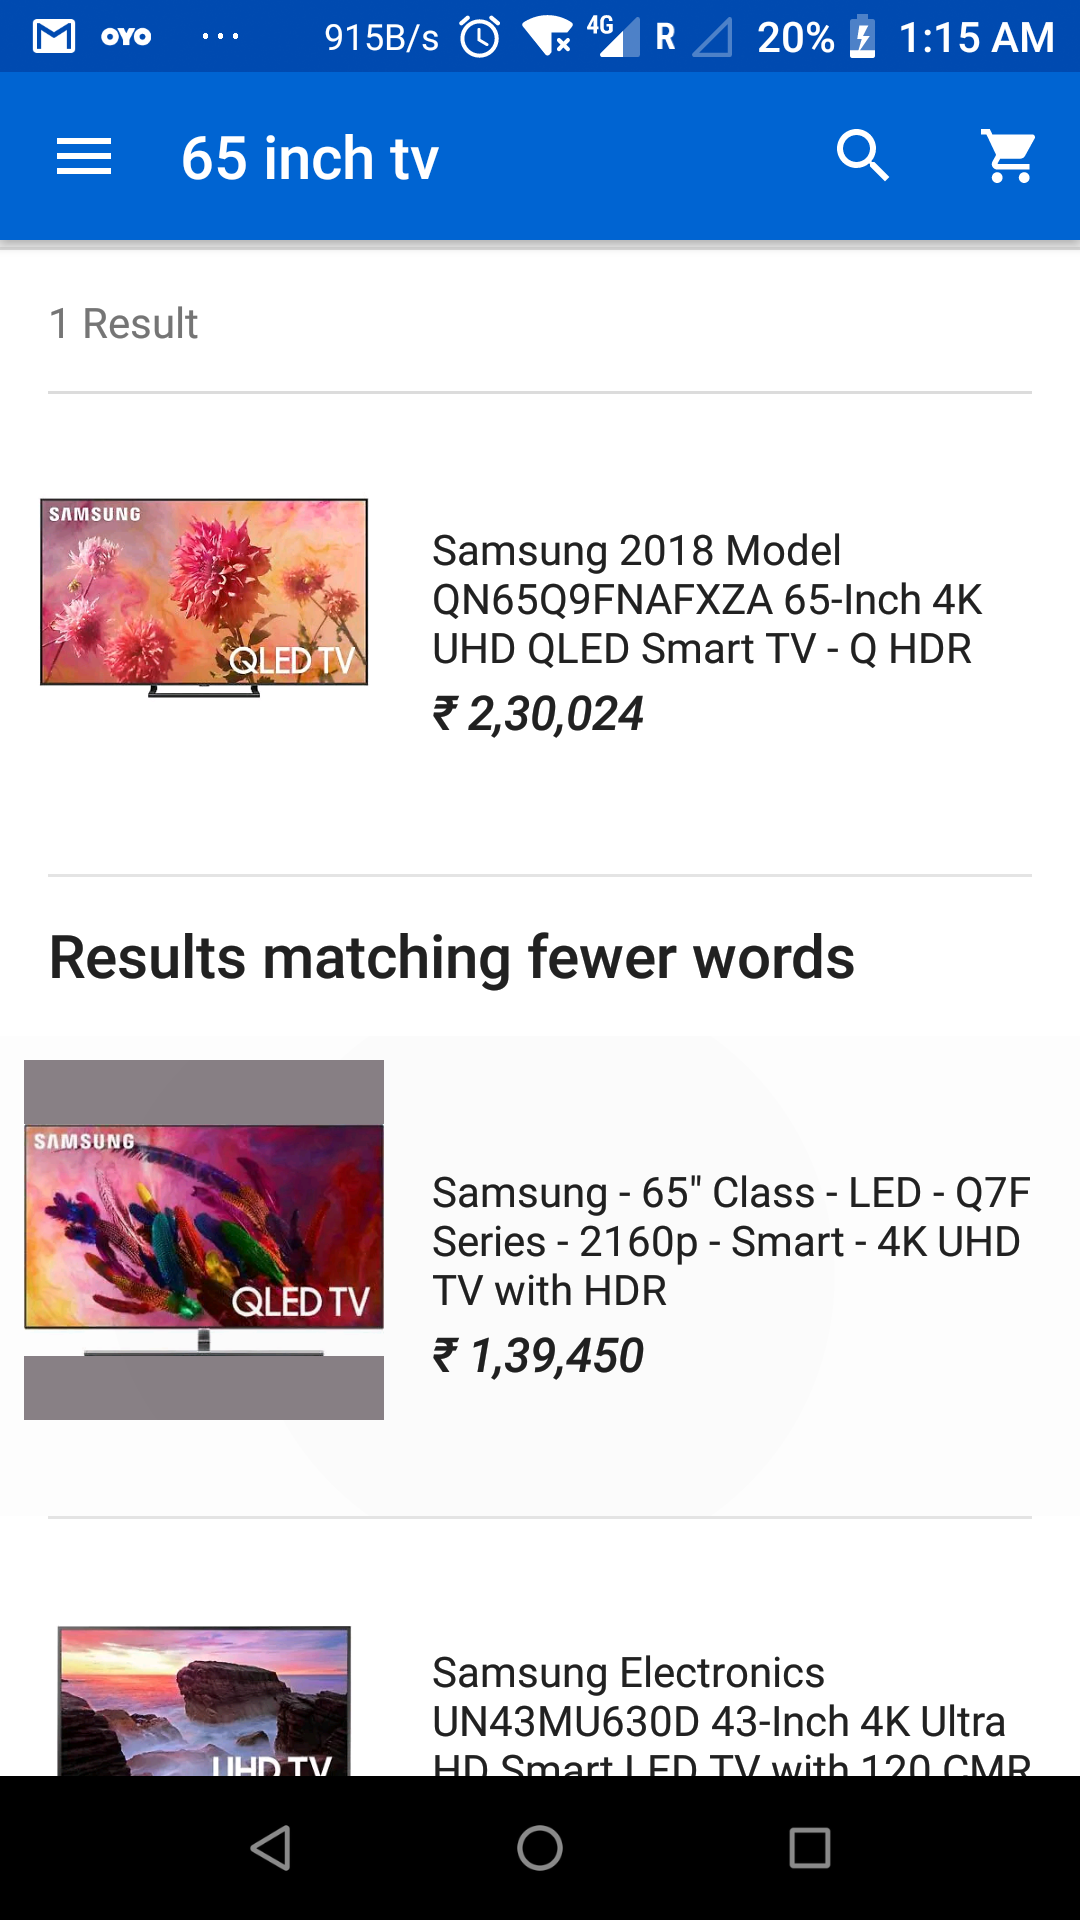 OYO ... 915B/s 4G R 20% 1:15 AM
65 inch tv
1 Result
SAMSUNG
QLED TV
Samsung 2018 Model
QN65Q9FNAFXZA 65-Inch 4K
UHD QLED Smart TV - Q HDR
₹ 2,30,024
Results matching fewer words
SAMSUNG
QLED TV
Samsung - 65" Class - LED - Q7F
Series - 2160p - Smart - 4K UHD
TV with HDR
₹ 1,39,450
UHD TV
Samsung Electronics
UN43MU630D 43-Inch 4K Ultra
HD Smart LED TV with 120 CMR